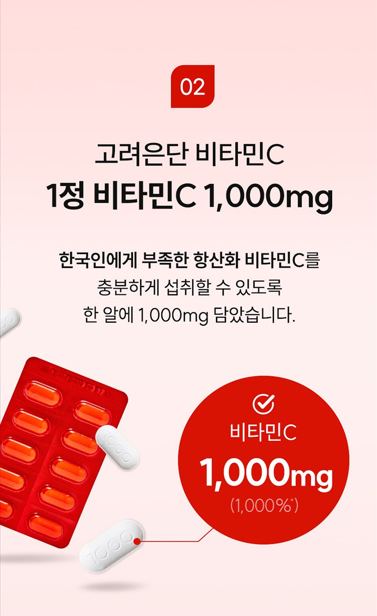 02
고려은단 비타민C
1정 비타민C 1,000mg
한국인에게 부족한 항산화 비타민C를
충분하게 섭취할 수 있도록
한 알에 1,000mg 담았습니다.
비타민C
1,000mg
(1,000%*)
1000